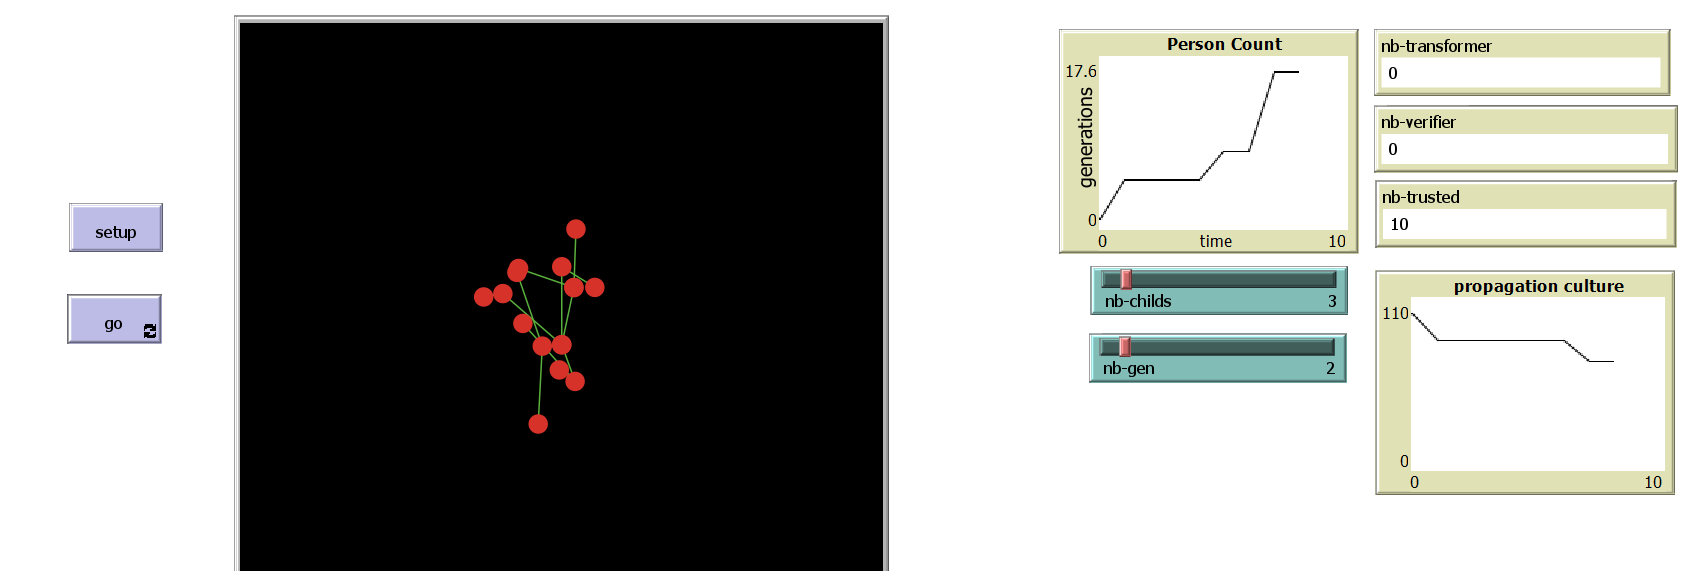 setup
go
Person Count
17.6
generations
0
0 time 10
nb-childs 3
nb-gen 2
nb-transformer
0
nb-verifier
0
nb-trusted
10
propagation culture
110
0
0 10